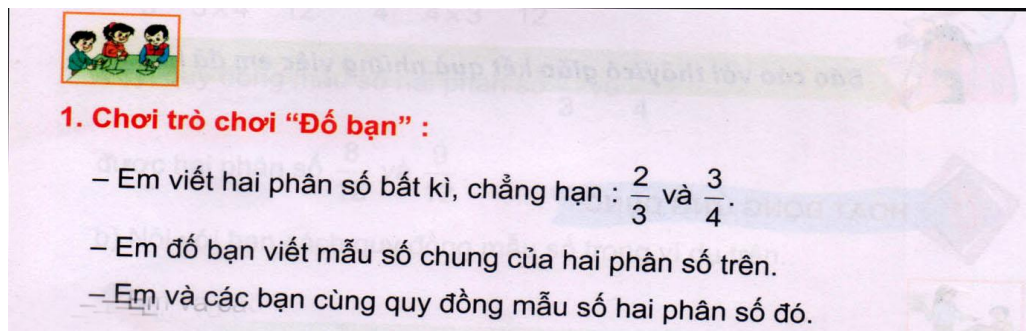 1. Chơi trò chơi “Đố bạn” :
– Em viết hai phân số bất kì, chẳng hạn : 2/3 và 3/4.
– Em đố bạn viết mẫu số chung của hai phân số trên.
– Em và các bạn cùng quy đồng mẫu số hai phân số đó.